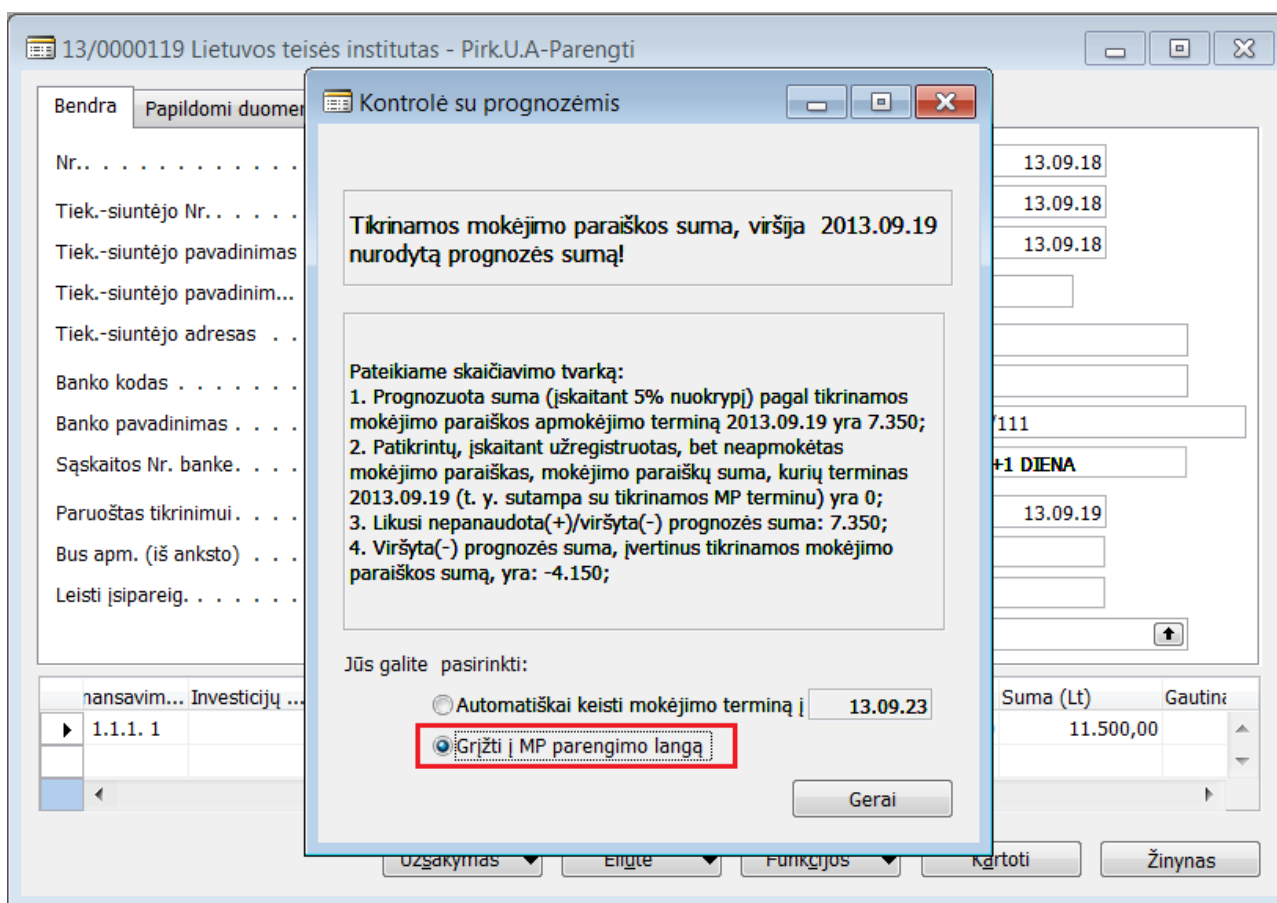 13/0000119 Lietuvos teisės institutas - Pirk.U.A-Parengti
Bendra
Papildomi duomen
Nr.. . . . . . . . . . . .
13.09.18
Tiek.-siuntėjo Nr.. . . . .
13.09.18
Tiek.-siuntėjo pavadinimas
13.09.18
Tiek.-siuntėjo pavadinim...
Tiek.-siuntėjo adresas . .
Banko kodas . . . . . . .
Banko pavadinimas . . . .
/111
Sąskaitos Nr. banke. . . .
+1 DIENA
Paruoštas tikrinimui. . . .
13.09.19
Bus apm. (iš anksto) . . .
Leisti įsipareig. . . . . . .
Kontrolė su prognozėmis
Tikrinamos mokėjimo paraiškos suma, viršija 2013.09.19
nurodytą prognozės sumą!
Pateikiame skaičiavimo tvarką:
1. Prognozuota suma (įskaitant 5% nuokrypį) pagal tikrinamos
mokėjimo paraiškos apmokėjimo terminą 2013.09.19 yra 7.350;
2. Patikrintų, įskaitant užregistruotas, bet neapmokėtas
mokėjimo paraiškas, mokėjimo paraiškų suma, kurių terminas
2013.09.19 (t. y. sutampa su tikrinamos MP terminu) yra 0;
3. Likusi nepanaudota(+)/viršyta(-) prognozės suma: 7.350;
4. Viršyta(-) prognozės suma, įvertinus tikrinamos mokėjimo
paraiškos sumą, yra: -4.150;
Jūs galite pasirinkti:
Automatiškai keisti mokėjimo terminą į 13.09.23
Grįžti į MP parengimo langą
Gerai
nansavim... Investicijų ... Suma (Lt) Gautina
1.1.1. 1 11.500,00
Užsakymas Eilutė Funkcijos Kartoti Žinynas